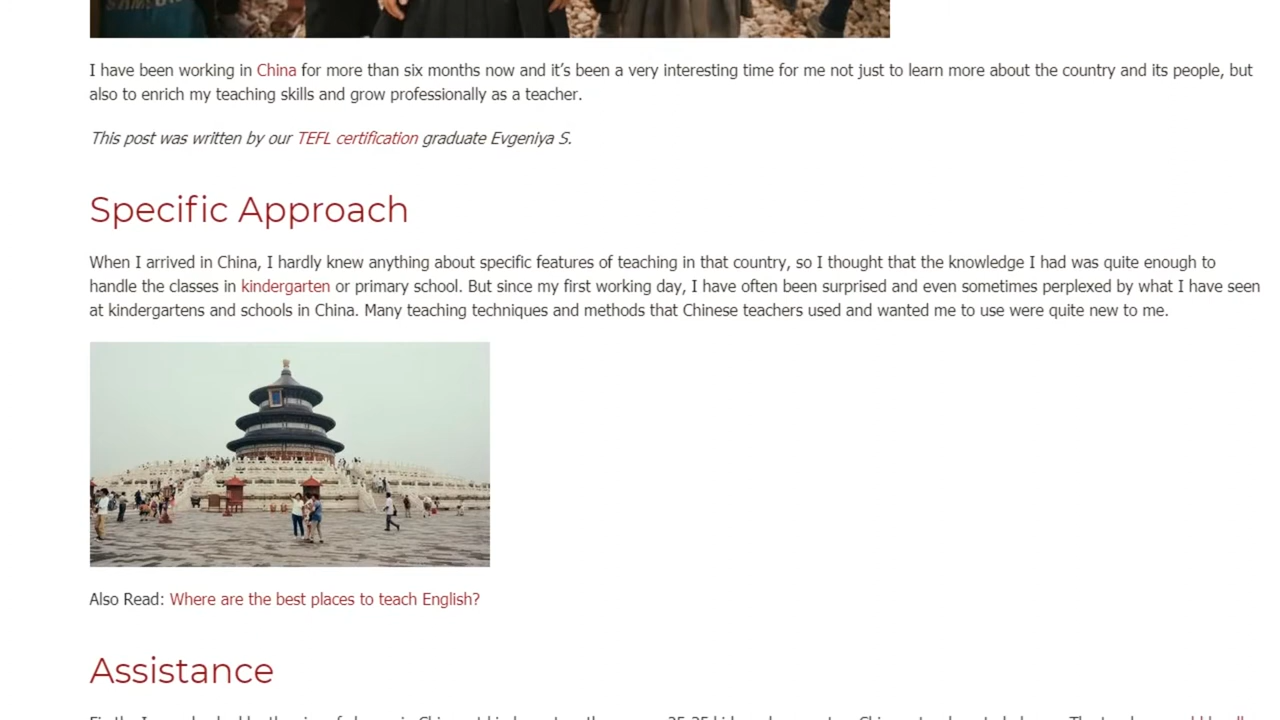 I have been working in China for more than six months now and it’s been a very interesting time for me not just to learn more about the country and its people, but
also to enrich my teaching skills and grow professionally as a teacher.
This post was written by our TEFL certification graduate Evgeniya S.
Specific Approach
When I arrived in China, I hardly knew anything about specific features of teaching in that country, so I thought that the knowledge I had was quite enough to
handle the classes in kindergarten or primary school. But since my first working day, I have often been surprised and even sometimes perplexed by what I have seen
at kindergartens and schools in China. Many teaching techniques and methods that Chinese teachers used and wanted me to use were quite new to me.
Also Read: Where are the best places to teach English?
Assistance